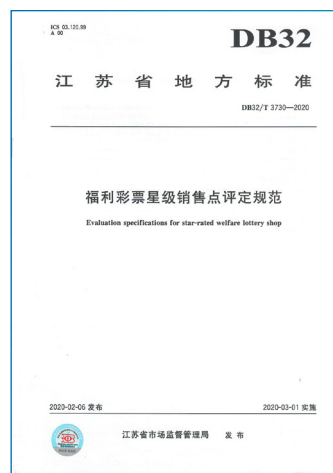 ICS 03.120.99
A 00
DB32
江苏省地方标准
DB32/T 3730—2020
福利彩票星级销售点评定规范
Evaluation specifications for star-rated welfare lottery shop
2020-02-06 发布
2020-03-01 实施
江苏省市场监督管理局 发布